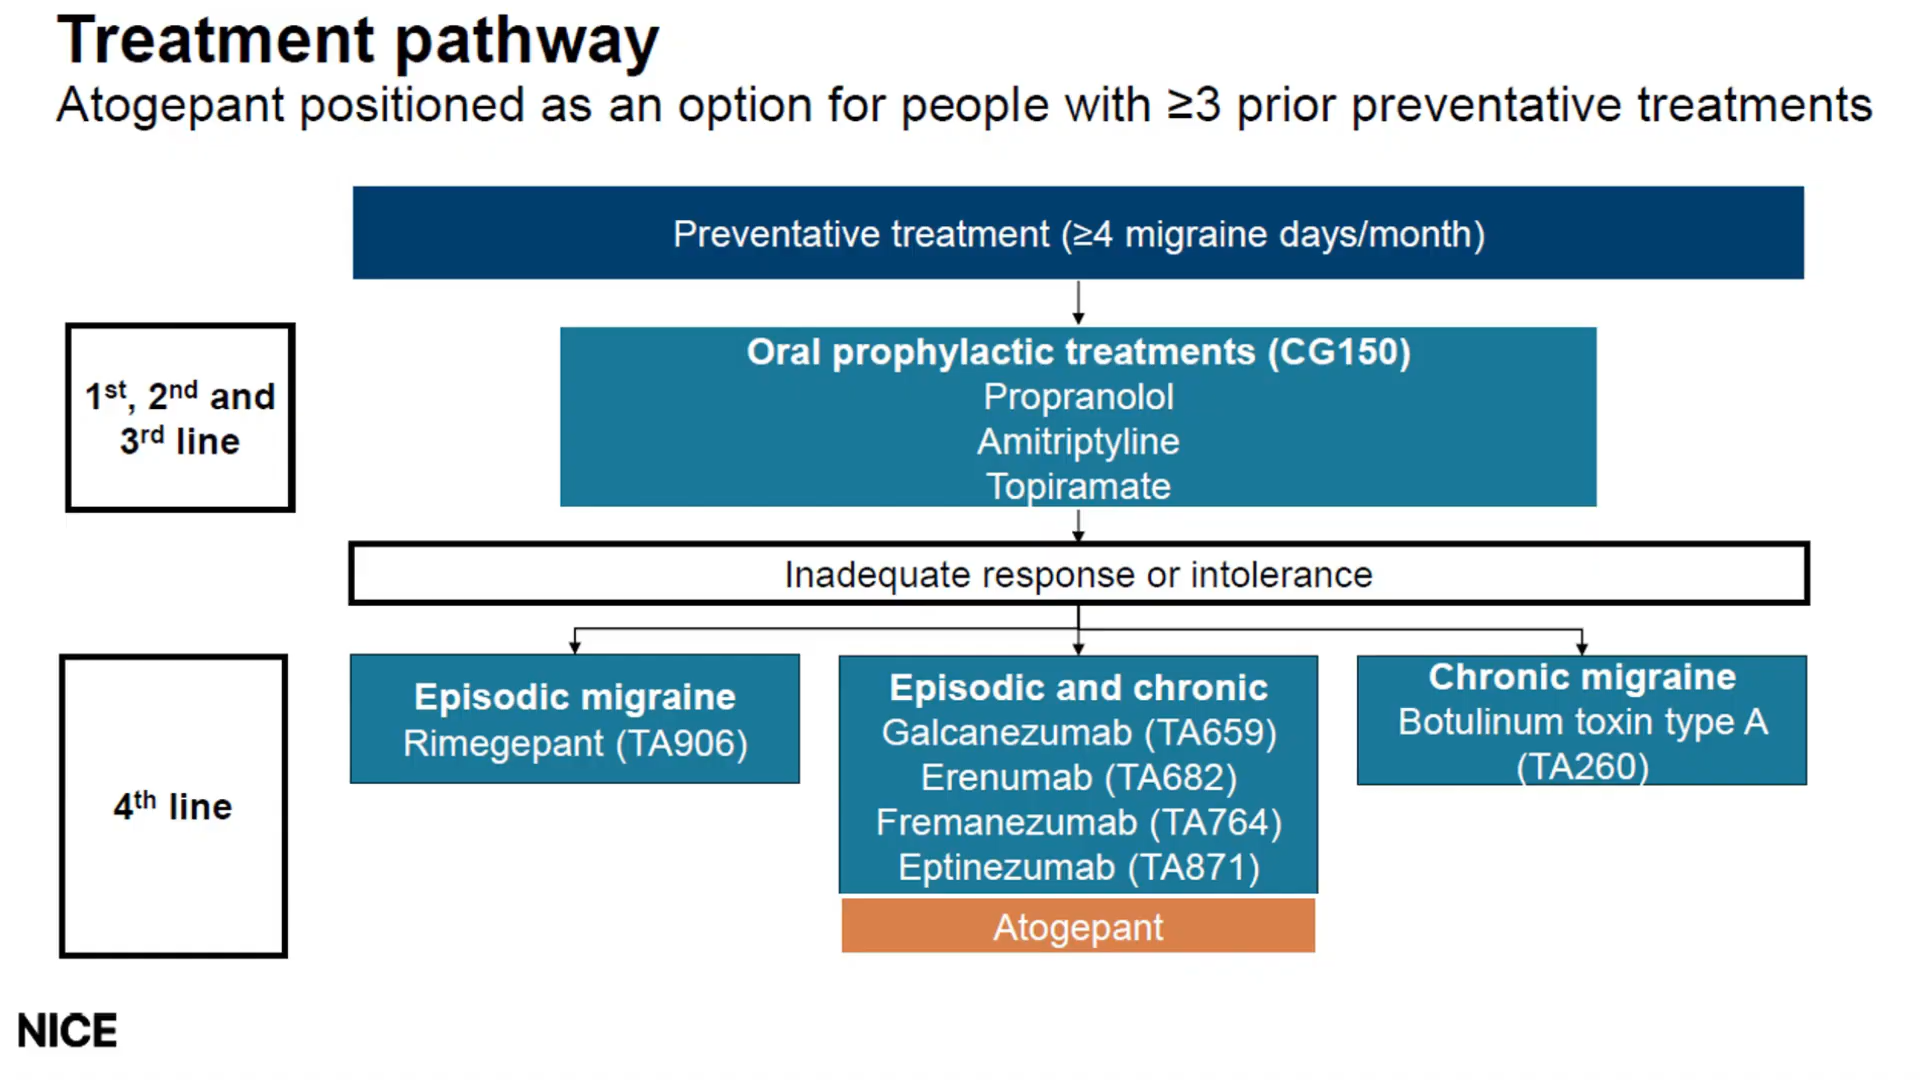 Treatment pathway
Atogepant positioned as an option for people with ≥3 prior preventative treatments
Preventative treatment (≥4 migraine days/month)
1st, 2nd and
3rd line
Oral prophylactic treatments (CG150)
Propranolol
Amitriptyline
Topiramate
Inadequate response or intolerance
4th line
Episodic migraine
Rimegepant (TA906)
Episodic and chronic
Galcanezumab (TA659)
Erenumab (TA682)
Fremanezumab (TA764)
Eptinezumab (TA871)
Atogepant
Chronic migraine
Botulinum toxin type A
(TA260)
NICE